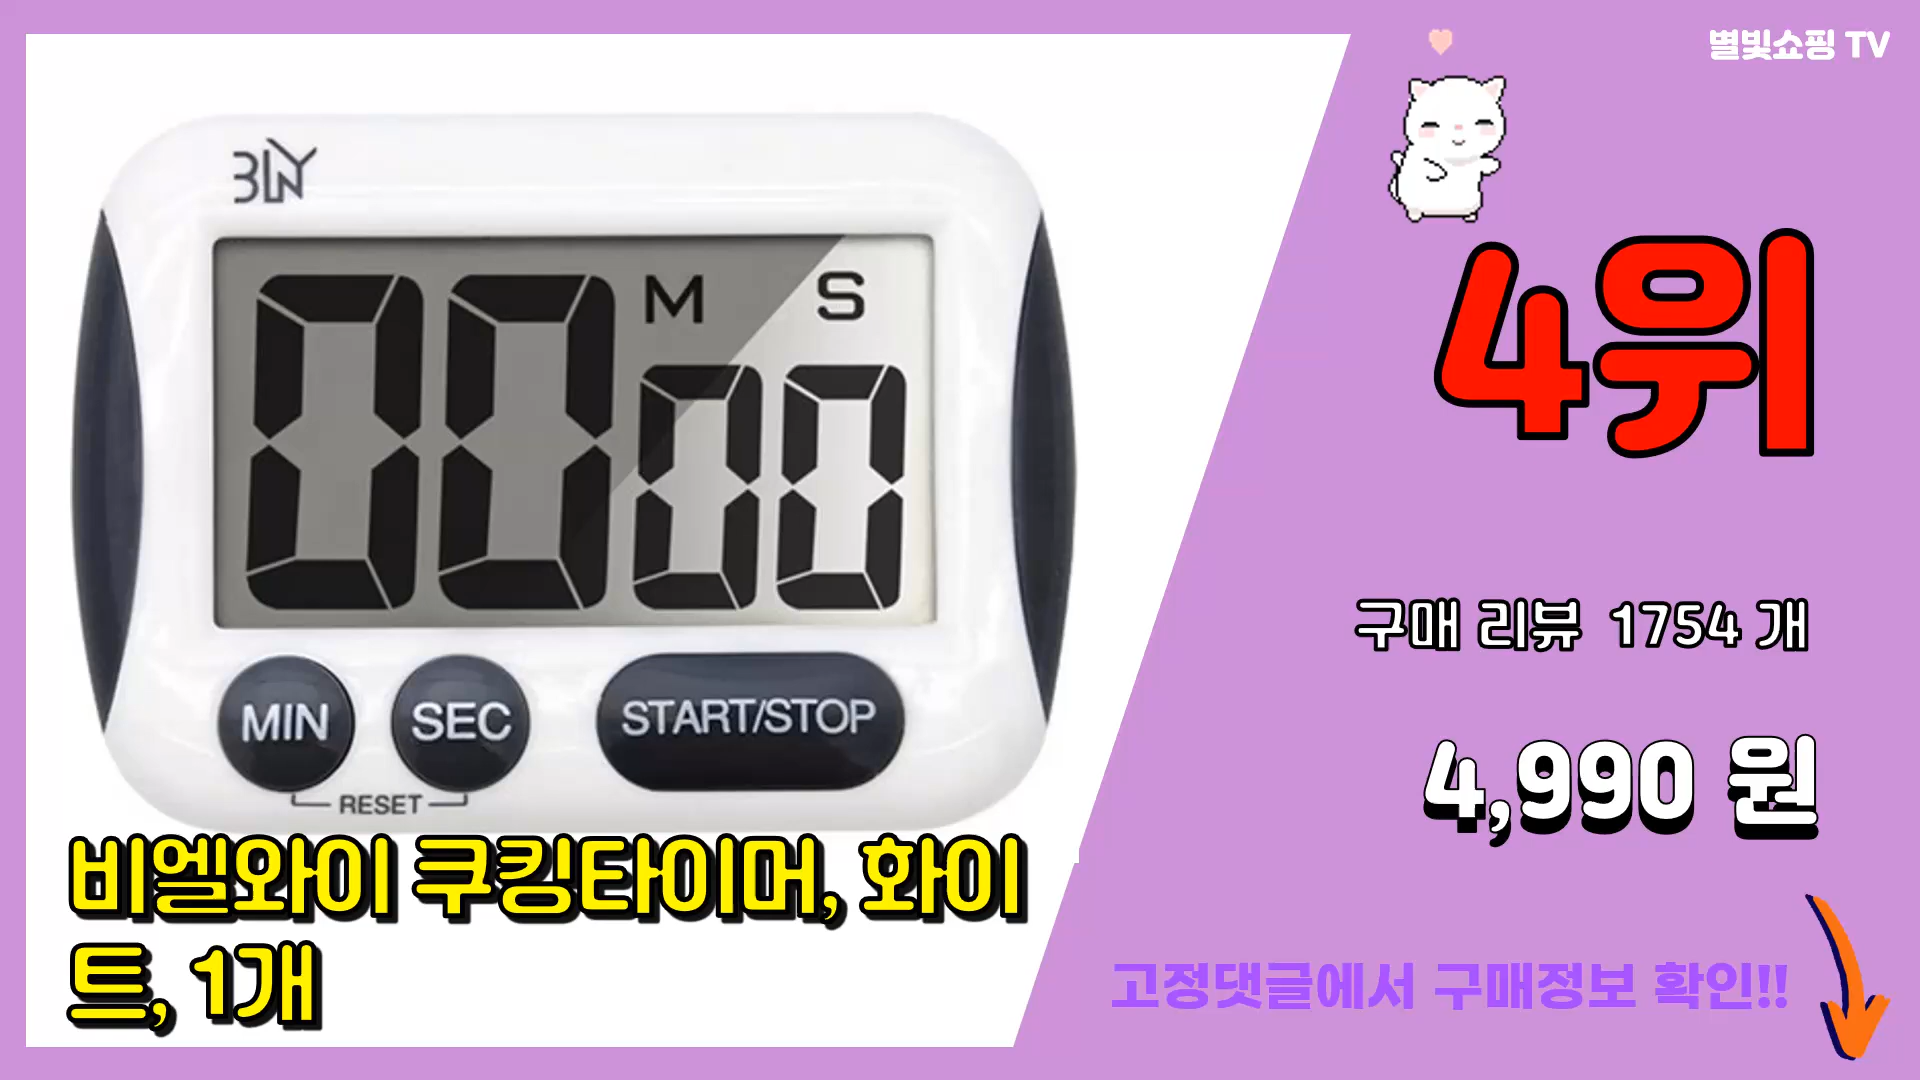 별빛쇼핑 TV
BLY
M S
00 00
4위
구매 리뷰 1754 개
MIN SEC START/STOP
RESET
4,990 원
비엘와이 쿠킹타이머, 화이
트, 1개
고정댓글에서 구매정보 확인!!